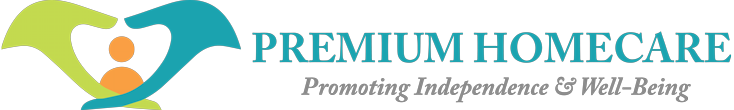 PREMIUM HOMECARE
Promoting Independence & Well-Being